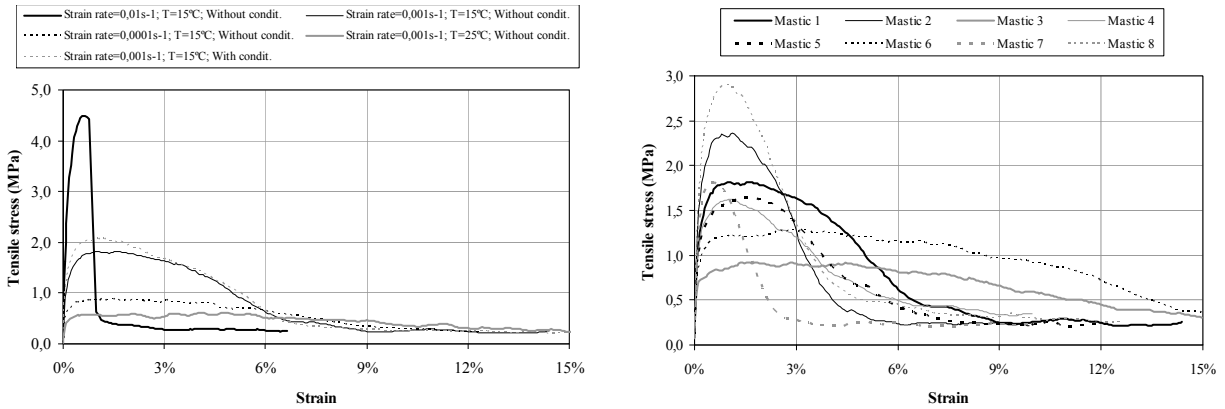 Strain rate=0,01s-1; T=15ºC; Without condit.
Strain rate=0,001s-1; T=15ºC; Without condit.
Strain rate=0,0001s-1; T=15ºC; Without condit.
Strain rate=0,001s-1; T=25ºC; Without condit.
Strain rate=0,001s-1; T=15ºC; With condit.
5,0
4,0
3,0
2,0
1,0
0,0
Tensile stress (MPa)
0% 3% 6% 9% 12% 15%
Strain
Mastic 1 Mastic 2 Mastic 3 Mastic 4
Mastic 5 Mastic 6 Mastic 7 Mastic 8
3,0
2,5
2,0
1,5
1,0
0,5
0,0
Tensile stress (MPa)
0% 3% 6% 9% 12% 15%
Strain